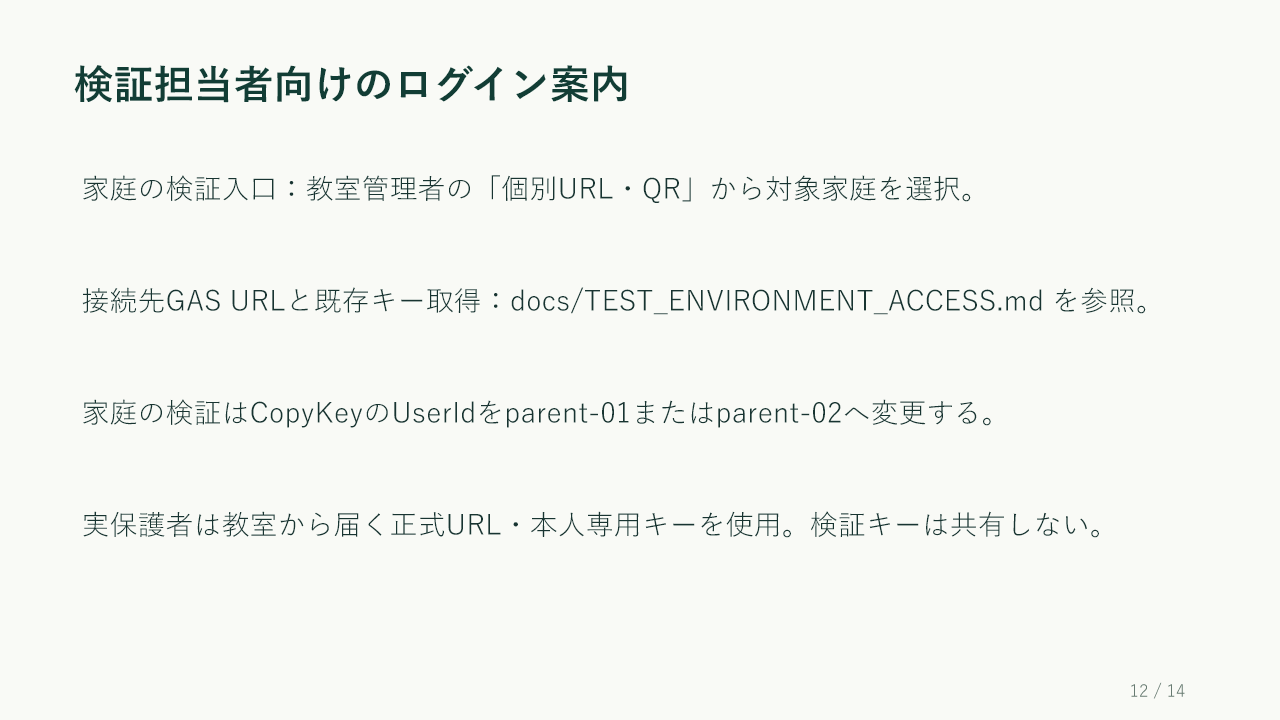 検証担当者向けのログイン案内
家庭の検証入口：教室管理者の「個別URL・QR」から対象家庭を選択。
接続先GAS URLと既存キー取得：docs/TEST_ENVIRONMENT_ACCESS.md を参照。
家庭の検証はCopyKeyのUserIdをparent-01またはparent-02へ変更する。
実保護者は教室から届く正式URL・本人専用キーを使用。検証キーは共有しない。
12 / 14